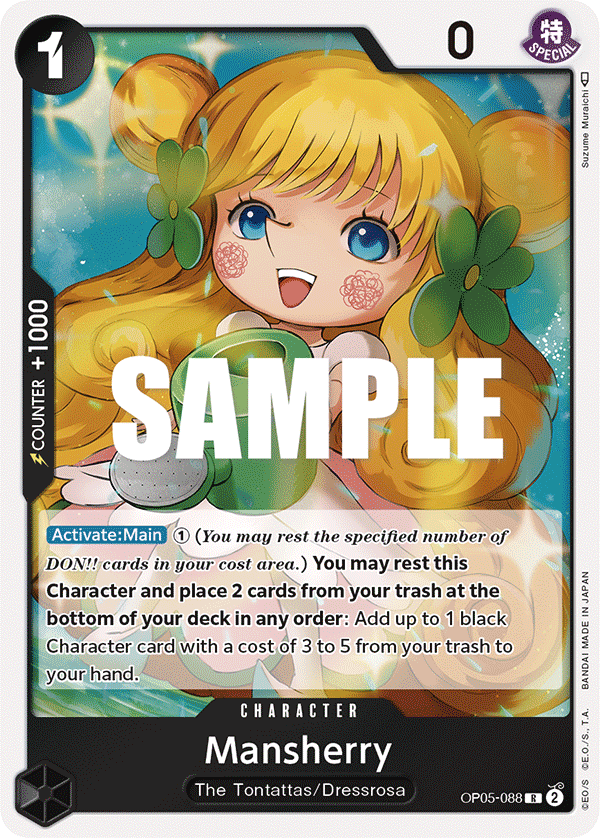 1
0
特
SPECIAL
Suzume Muraichi
COUNTER +1000
SAMPLE
Activate:Main ① (You may rest the specified number of
DON!! cards in your cost area.) You may rest this
Character and place 2 cards from your trash at the
bottom of your deck in any order: Add up to 1 black
Character card with a cost of 3 to 5 from your trash to
your hand.
CHARACTER
Mansherry
The Tontattas/Dressrosa
OP05-088 R 2
©EO/S ©E.O./S., T.A. BANDAI MADE IN JAPAN